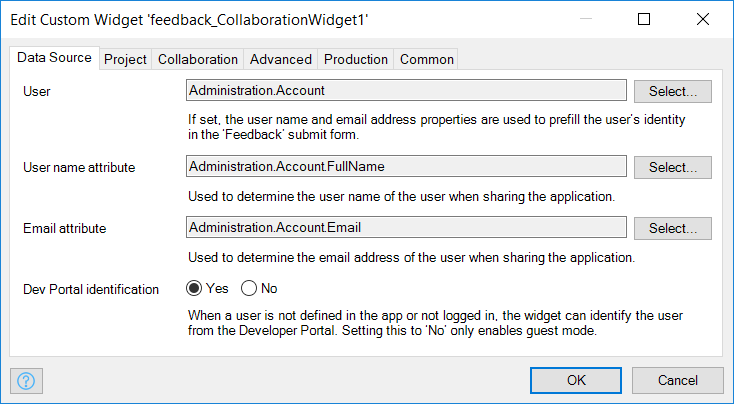 Edit Custom Widget 'feedback_CollaborationWidget1'
Data Source Project Collaboration Advanced Production Common
User Administration.Account Select...
If set, the user name and email address properties are used to prefill the user's identity
in the 'Feedback' submit form.
User name attribute Administration.Account.FullName Select...
Used to determine the user name of the user when sharing the application.
Email attribute Administration.Account.Email Select...
Used to determine the email address of the user when sharing the application.
Dev Portal identification Yes No
When a user is not defined in the app or not logged in, the widget can identify the user
from the Developer Portal. Setting this to 'No' only enables guest mode.
? OK Cancel